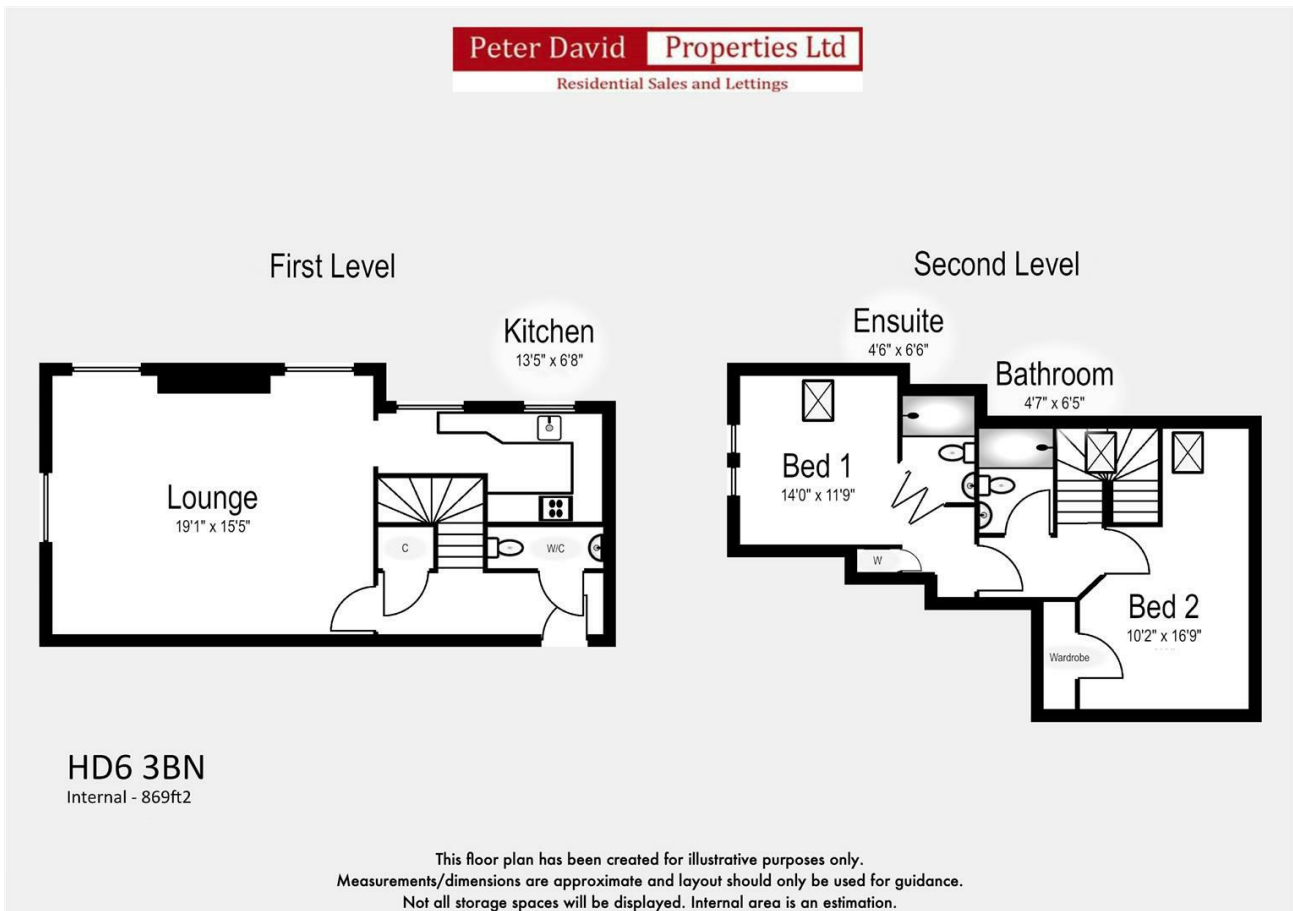 Peter David Properties Ltd
Residential Sales and Lettings
First Level
Second Level
Kitchen
13'5" x 6'8"
Lounge
19'1" x 15'5"
C
W/C
Ensuite
4'6" x 6'6"
Bathroom
4'7" x 6'5"
Bed 1
14'0" x 11'9"
W
Bed 2
10'2" x 16'9"
Wardrobe
HD6 3BN
Internal - 869ft2
This floor plan has been created for illustrative purposes only.
Measurements/dimensions are approximate and layout should only be used for guidance.
Not all storage spaces will be displayed. Internal area is an estimation.